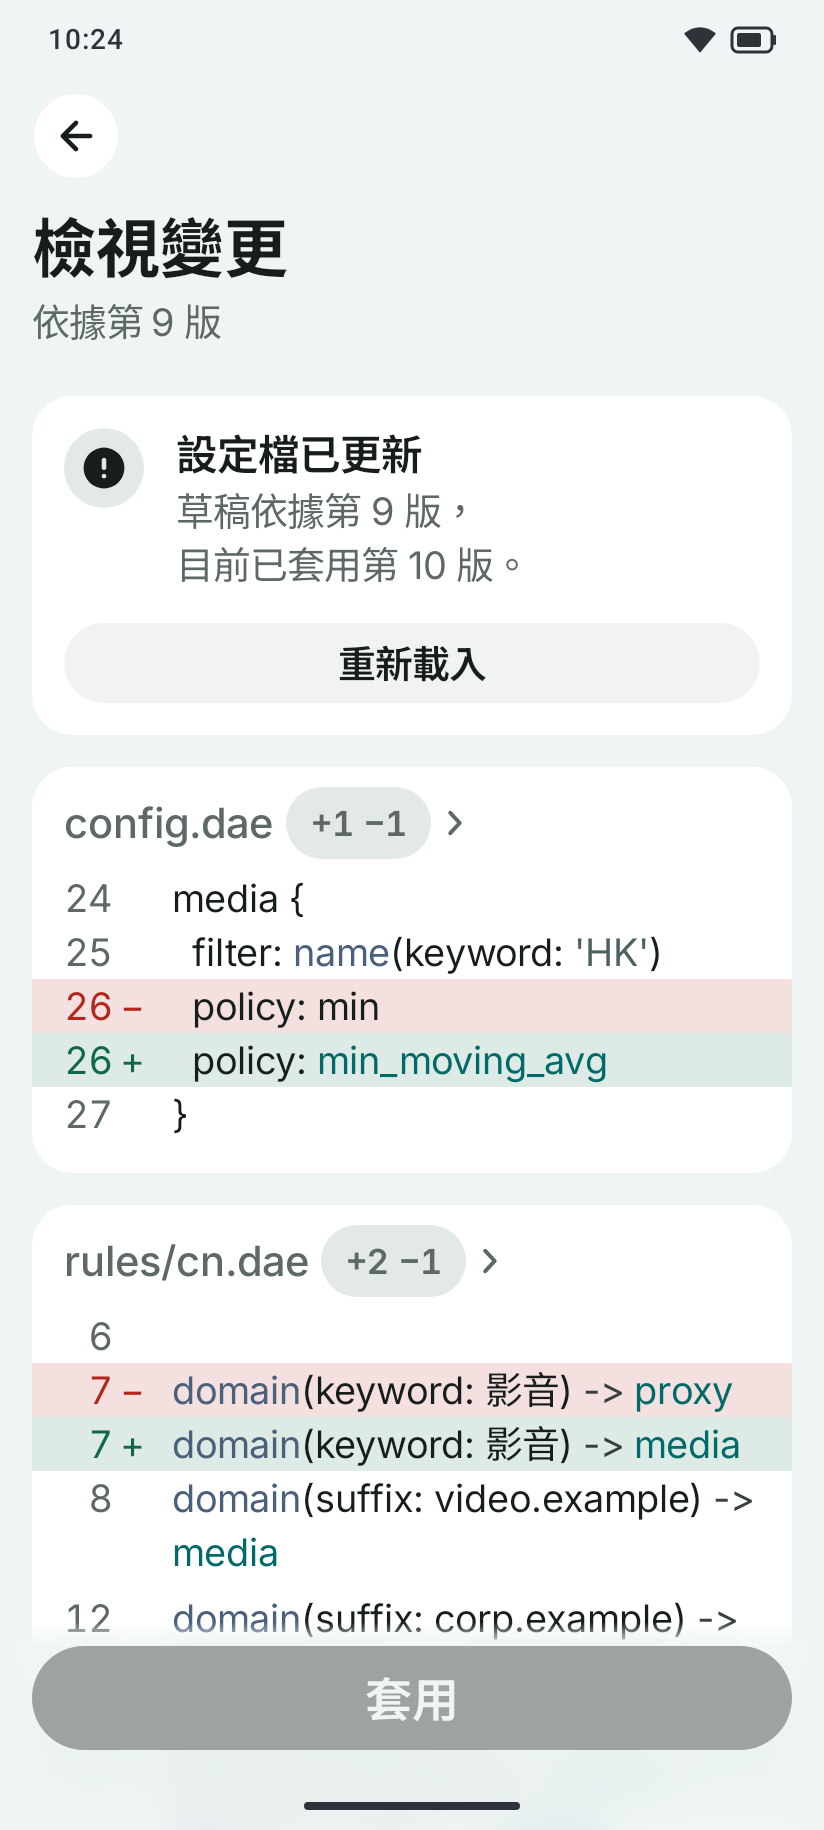 10:24
檢視變更
依據第 9 版
設定檔已更新
草稿依據第 9 版，
目前已套用第 10 版。
重新載入
config.dae +1 −1
24 media {
25 filter: name(keyword: 'HK')
26 − policy: min
26 + policy: min_moving_avg
27 }
rules/cn.dae +2 −1
6
7 − domain(keyword: 影音) -> proxy
7 + domain(keyword: 影音) -> media
8 domain(suffix: video.example) ->
media
12 domain(suffix: corp.example) ->
套用